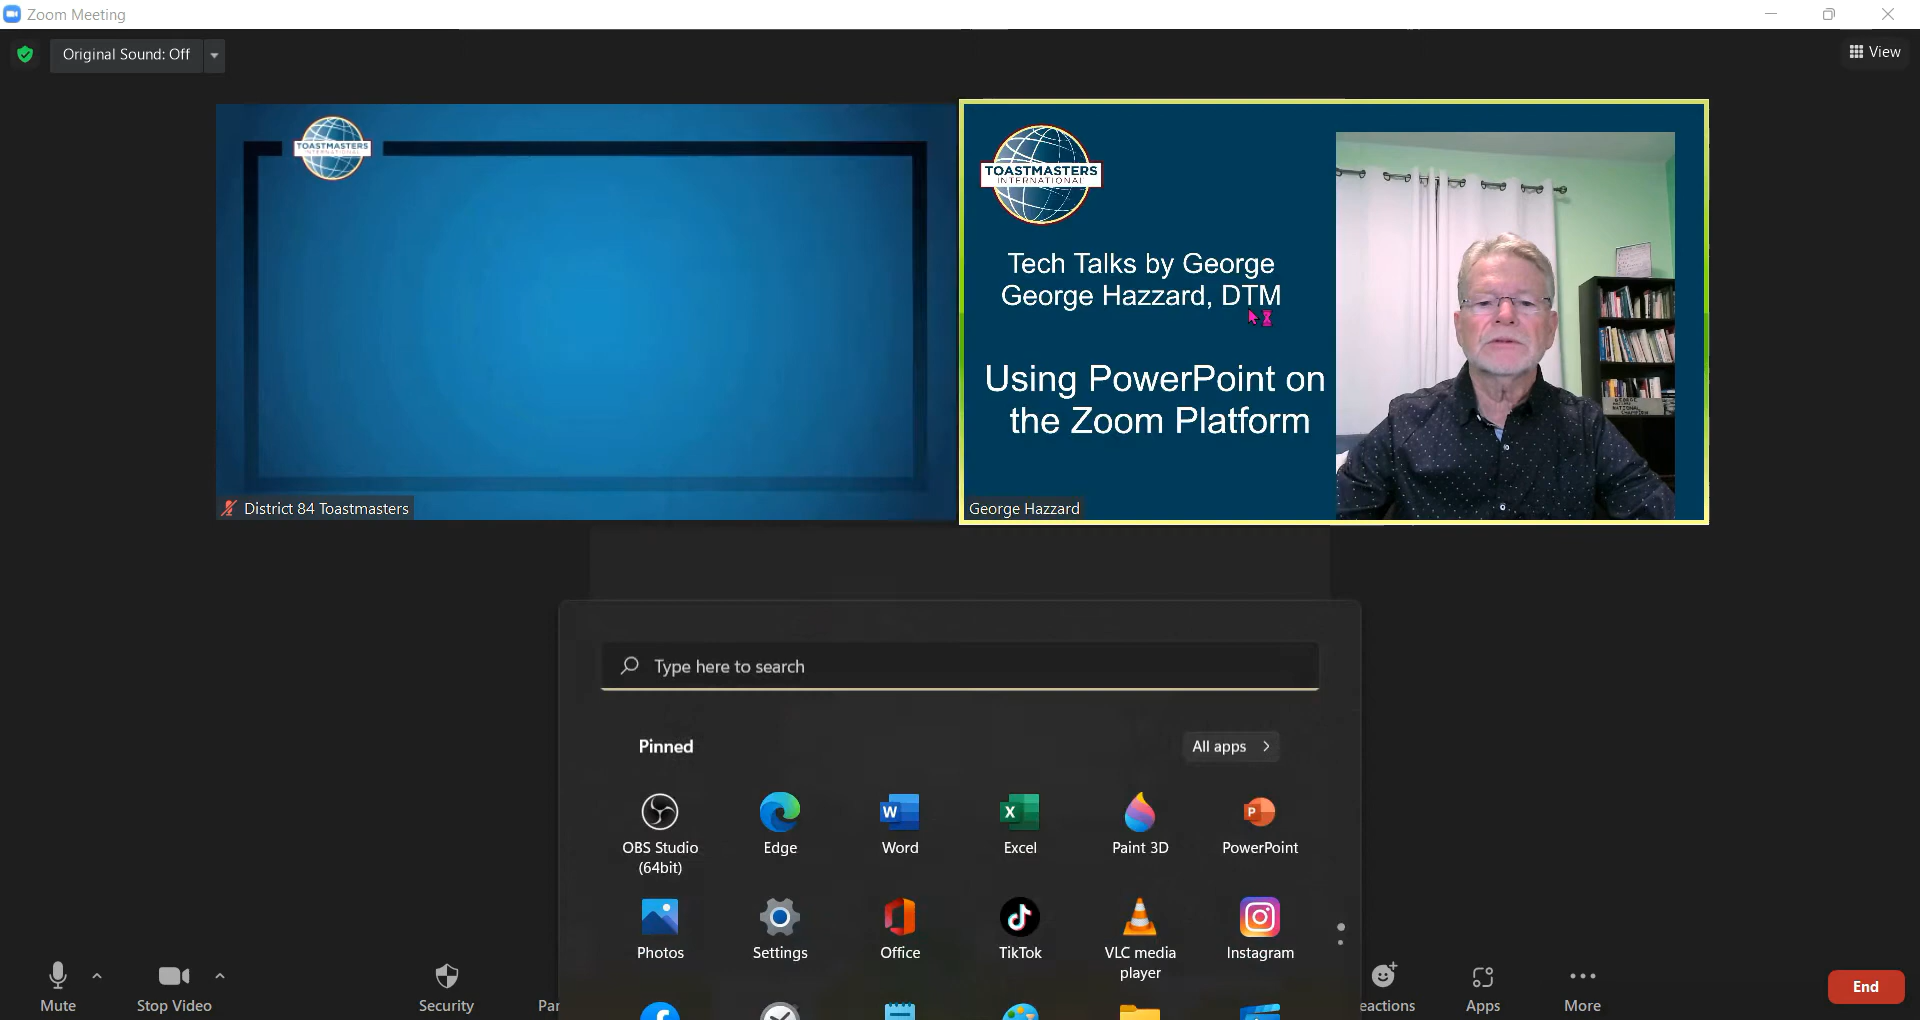 Zoom Meeting
Original Sound: Off
View
TOASTMASTERS
INTERNATIONAL
TOASTMASTERS
INTERNATIONAL
Tech Talks by George
George Hazzard, DTM
Using PowerPoint on
the Zoom Platform
District 84 Toastmasters
George Hazzard
Type here to search
Pinned
All apps
OBS Studio
(64bit)
Edge
Word
Excel
Paint 3D
PowerPoint
Photos
Settings
Office
TikTok
VLC media
player
Instagram
Mute
Stop Video
Security
Par
eactions
Apps
More
End